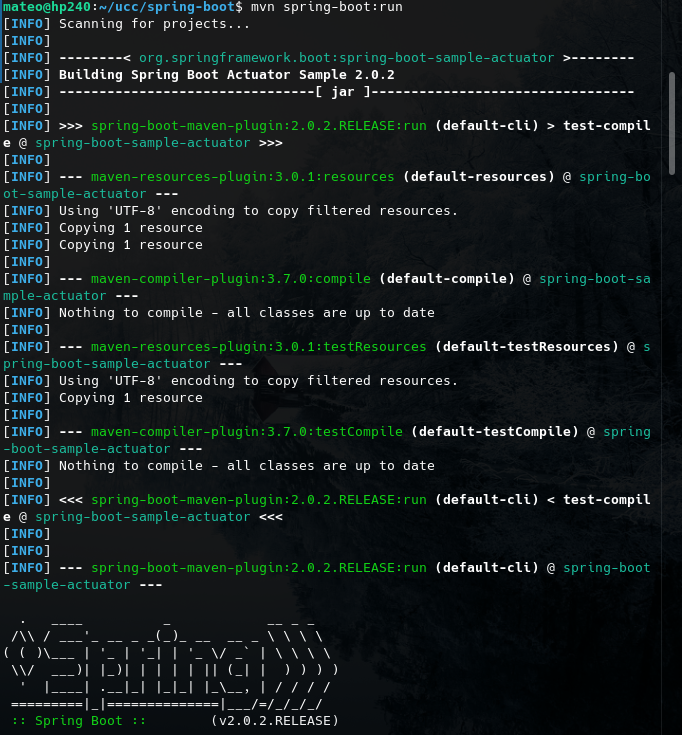 mateo@hp240:~/ucc/spring-boot$ mvn spring-boot:run
[INFO] Scanning for projects...
[INFO]
[INFO] --------< org.springframework.boot:spring-boot-sample-actuator >--------
[INFO] Building Spring Boot Actuator Sample 2.0.2
[INFO] --------------------------------[ jar ]---------------------------------
[INFO]
[INFO] >>> spring-boot-maven-plugin:2.0.2.RELEASE:run (default-cli) > test-compil
e @ spring-boot-sample-actuator >>>
[INFO]
[INFO] --- maven-resources-plugin:3.0.1:resources (default-resources) @ spring-bo
ot-sample-actuator ---
[INFO] Using 'UTF-8' encoding to copy filtered resources.
[INFO] Copying 1 resource
[INFO] Copying 1 resource
[INFO]
[INFO] --- maven-compiler-plugin:3.7.0:compile (default-compile) @ spring-boot-sa
mple-actuator ---
[INFO] Nothing to compile - all classes are up to date
[INFO]
[INFO] --- maven-resources-plugin:3.0.1:testResources (default-testResources) @ s
pring-boot-sample-actuator ---
[INFO] Using 'UTF-8' encoding to copy filtered resources.
[INFO] Copying 1 resource
[INFO]
[INFO] --- maven-compiler-plugin:3.7.0:testCompile (default-testCompile) @ spring
-boot-sample-actuator ---
[INFO] Nothing to compile - all classes are up to date
[INFO]
[INFO] <<< spring-boot-maven-plugin:2.0.2.RELEASE:run (default-cli) < test-compil
e @ spring-boot-sample-actuator <<<
[INFO]
[INFO]
[INFO] --- spring-boot-maven-plugin:2.0.2.RELEASE:run (default-cli) @ spring-boot
-sample-actuator ---

  .   ____          _            __ _ _
 /\\ / ___'_ __ _ _(_)_ __  __ _ \ \ \ \
( ( )\___ | '_ | '_| | '_ \/ _` | \ \ \ \
 \\/  ___)| |_)| | | | | || (_| |  ) ) ) )
  '  |____| .__|_| |_|_| |_\__, | / / / /
 =========|_|==============|___/=/_/_/_/
 :: Spring Boot ::        (v2.0.2.RELEASE)